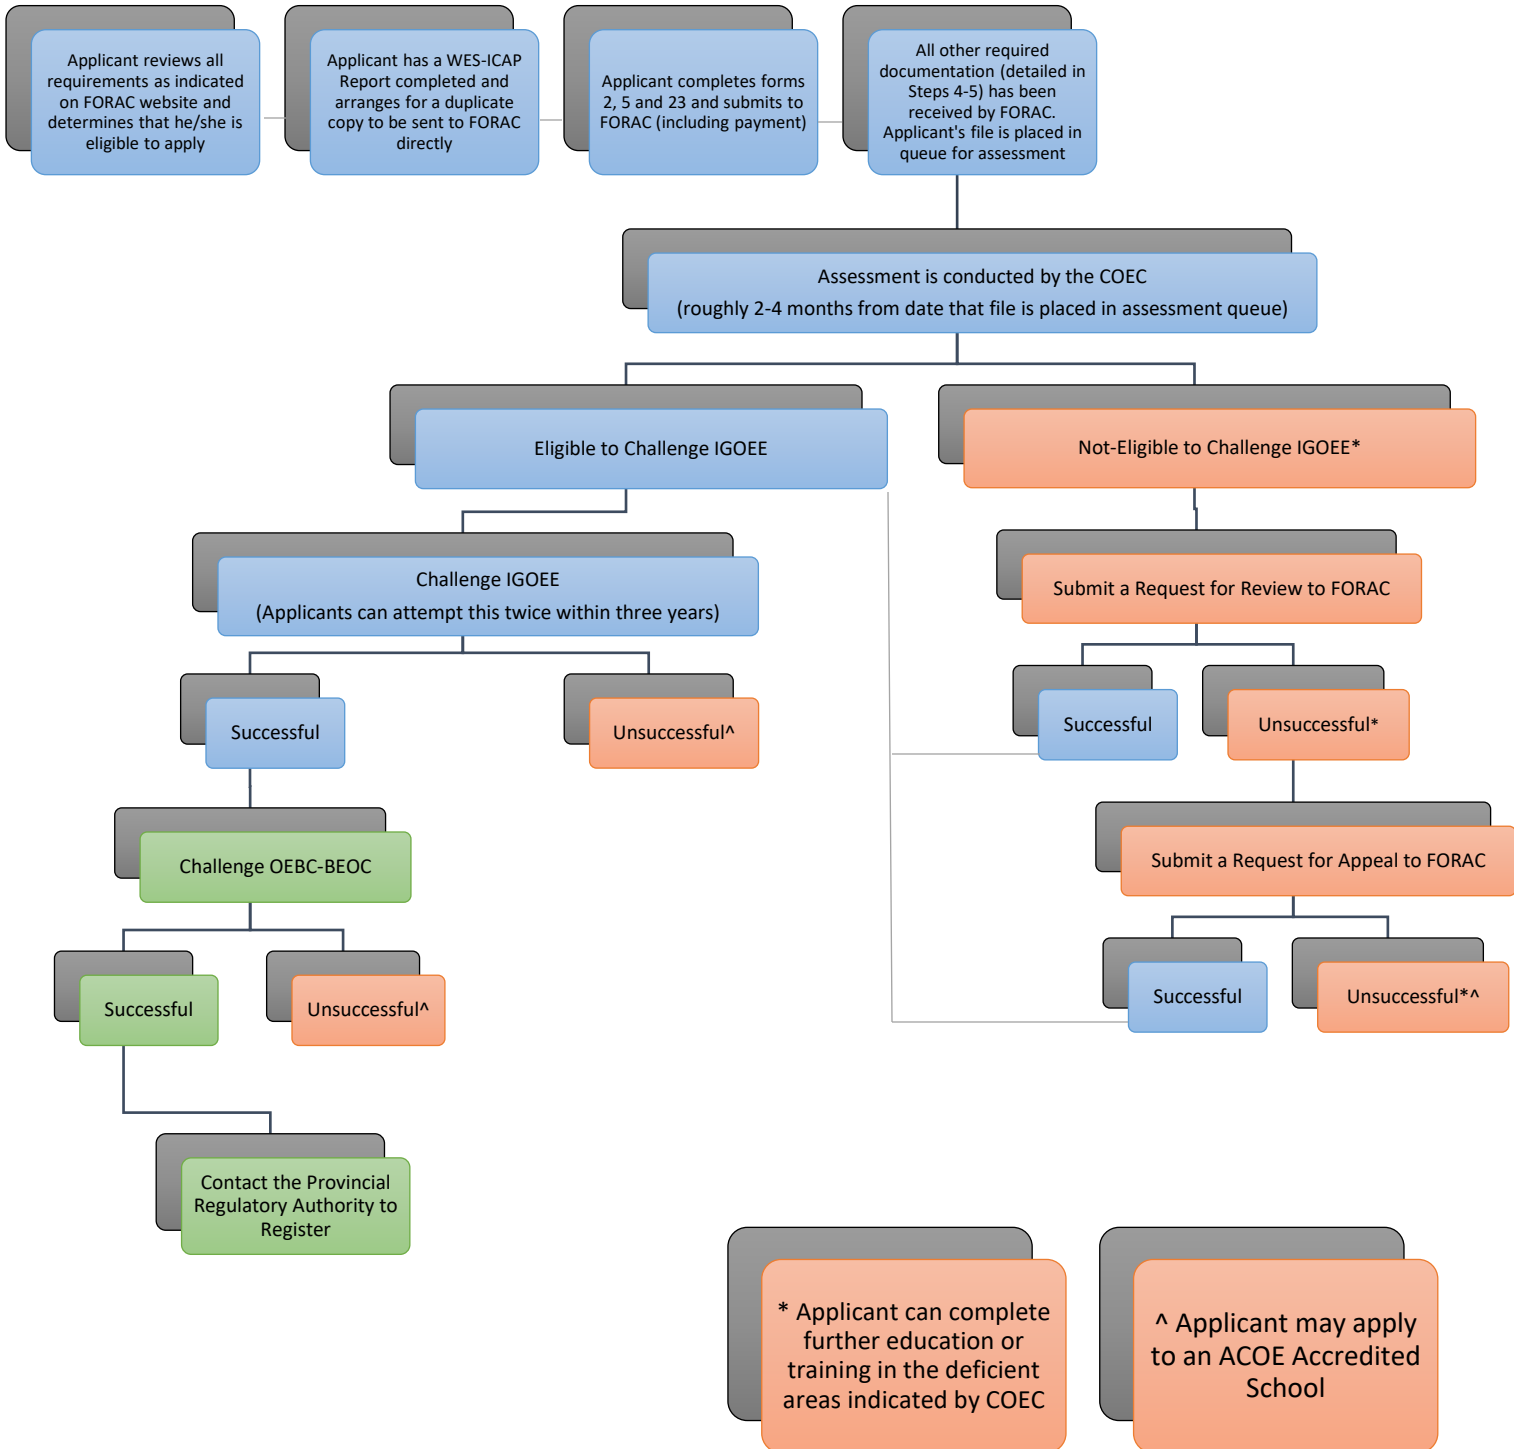 Applicant reviews all
requirements as indicated
on FORAC website and
determines that he/she is
eligible to apply
Applicant has a WES-ICAP
Report completed and
arranges for a duplicate
copy to be sent to FORAC
directly
Applicant completes forms
2, 5 and 23 and submits to
FORAC (including payment)
All other required
documentation (detailed in
Steps 4-5) has been
received by FORAC.
Applicant's file is placed in
queue for assessment
Assessment is conducted by the COEC
(roughly 2-4 months from date that file is placed in assessment queue)
Eligible to Challenge IGOEE
Not-Eligible to Challenge IGOEE*
Challenge IGOEE
(Applicants can attempt this twice within three years)
Submit a Request for Review to FORAC
Successful
Unsuccessful^
Successful
Unsuccessful*
Challenge OEBC-BEOC
Submit a Request for Appeal to FORAC
Successful
Unsuccessful^
Successful
Unsuccessful*^
Contact the Provincial
Regulatory Authority to
Register
* Applicant can complete
further education or
training in the deficient
areas indicated by COEC
^ Applicant may apply
to an ACOE Accredited
School